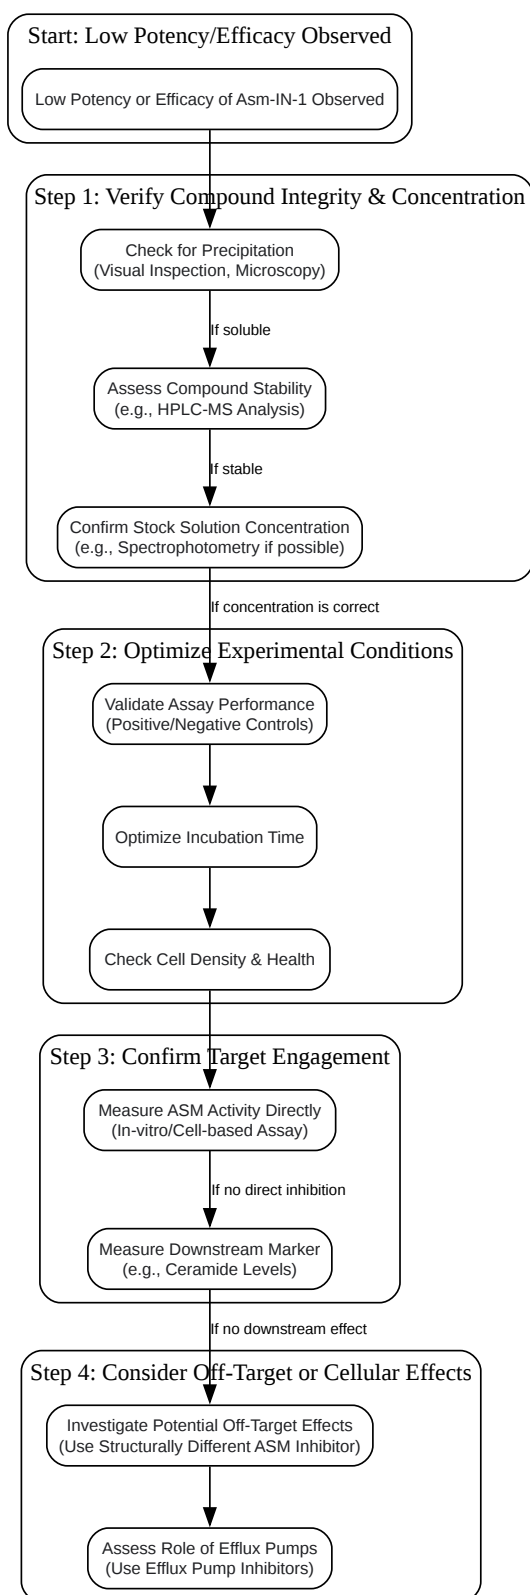 Start: Low Potency/Efficacy Observed
Low Potency or Efficacy of Asm-IN-1 Observed
Step 1: Verify Compound Integrity & Concentration
Check for Precipitation
(Visual Inspection, Microscopy)
If soluble
Assess Compound Stability
(e.g., HPLC-MS Analysis)
If stable
Confirm Stock Solution Concentration
(e.g., Spectrophotometry if possible)
If concentration is correct
Step 2: Optimize Experimental Conditions
Validate Assay Performance
(Positive/Negative Controls)
Optimize Incubation Time
Check Cell Density & Health
Step 3: Confirm Target Engagement
Measure ASM Activity Directly
(In-vitro/Cell-based Assay)
If no direct inhibition
Measure Downstream Marker
(e.g., Ceramide Levels)
If no downstream effect
Step 4: Consider Off-Target or Cellular Effects
Investigate Potential Off-Target Effects
(Use Structurally Different ASM Inhibitor)
Assess Role of Efflux Pumps
(Use Efflux Pump Inhibitors)